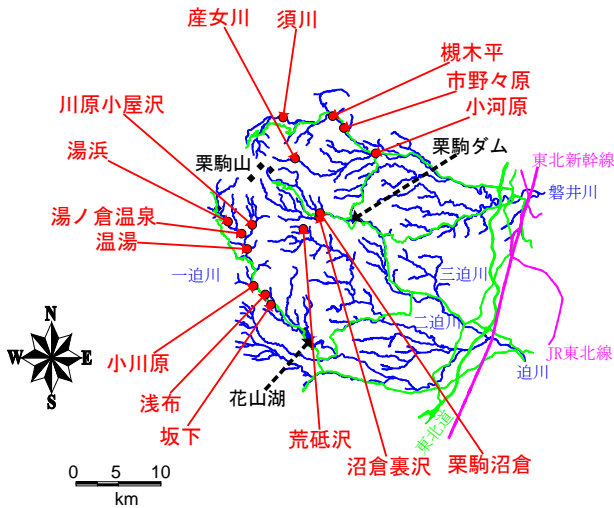 産女川
須川
槻木平
市野々原
小河原
川原小屋沢
栗駒ダム
湯浜
栗駒山
東北新幹線
磐井川
湯ノ倉温泉
温湯
一迫川
三迫川
二迫川
N
W
E
S
小川原
浅布
坂下
花山湖
荒砥沢
沼倉裏沢
栗駒沼倉
迫川
JR東北線
東北道
0 5 10
km